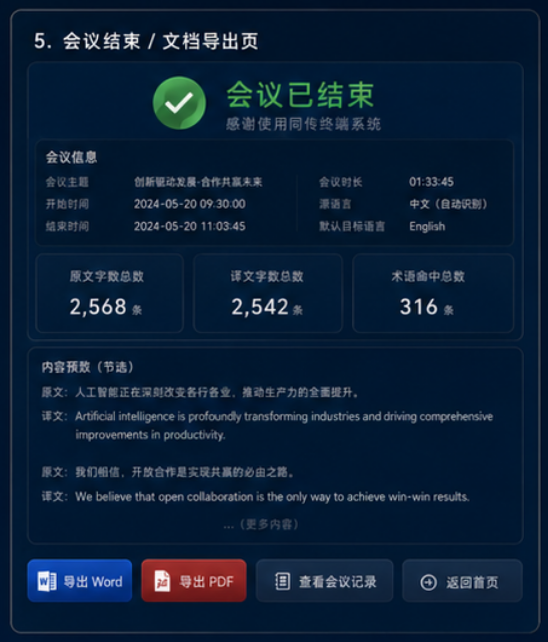 5. 会议结束 / 文档导出页
会议已结束
感谢使用同传终端系统
会议信息
会议主题 创新驱动发展-合作共赢未来 会议时长 01:33:45
开始时间 2024-05-20 09:30:00 源语言 中文（自动识别）
结束时间 2024-05-20 11:03:45 默认目标语言 English
原文字数总数 译文字数总数 术语命中总数
2,568 条 2,542 条 316 条
内容预数（节选）
原文：人工智能正在深刻改变各行各业，推动生产力的全面提升。
译文：Artificial intelligence is profoundly transforming industries and driving comprehensive
improvements in productivity.
原文：我们相信，开放合作是实现共赢的必由之路。
译文：We believe that open collaboration is the only way to achieve win-win results.
...（更多内容）
导出 Word 导出 PDF 查看会议记录 返回首页